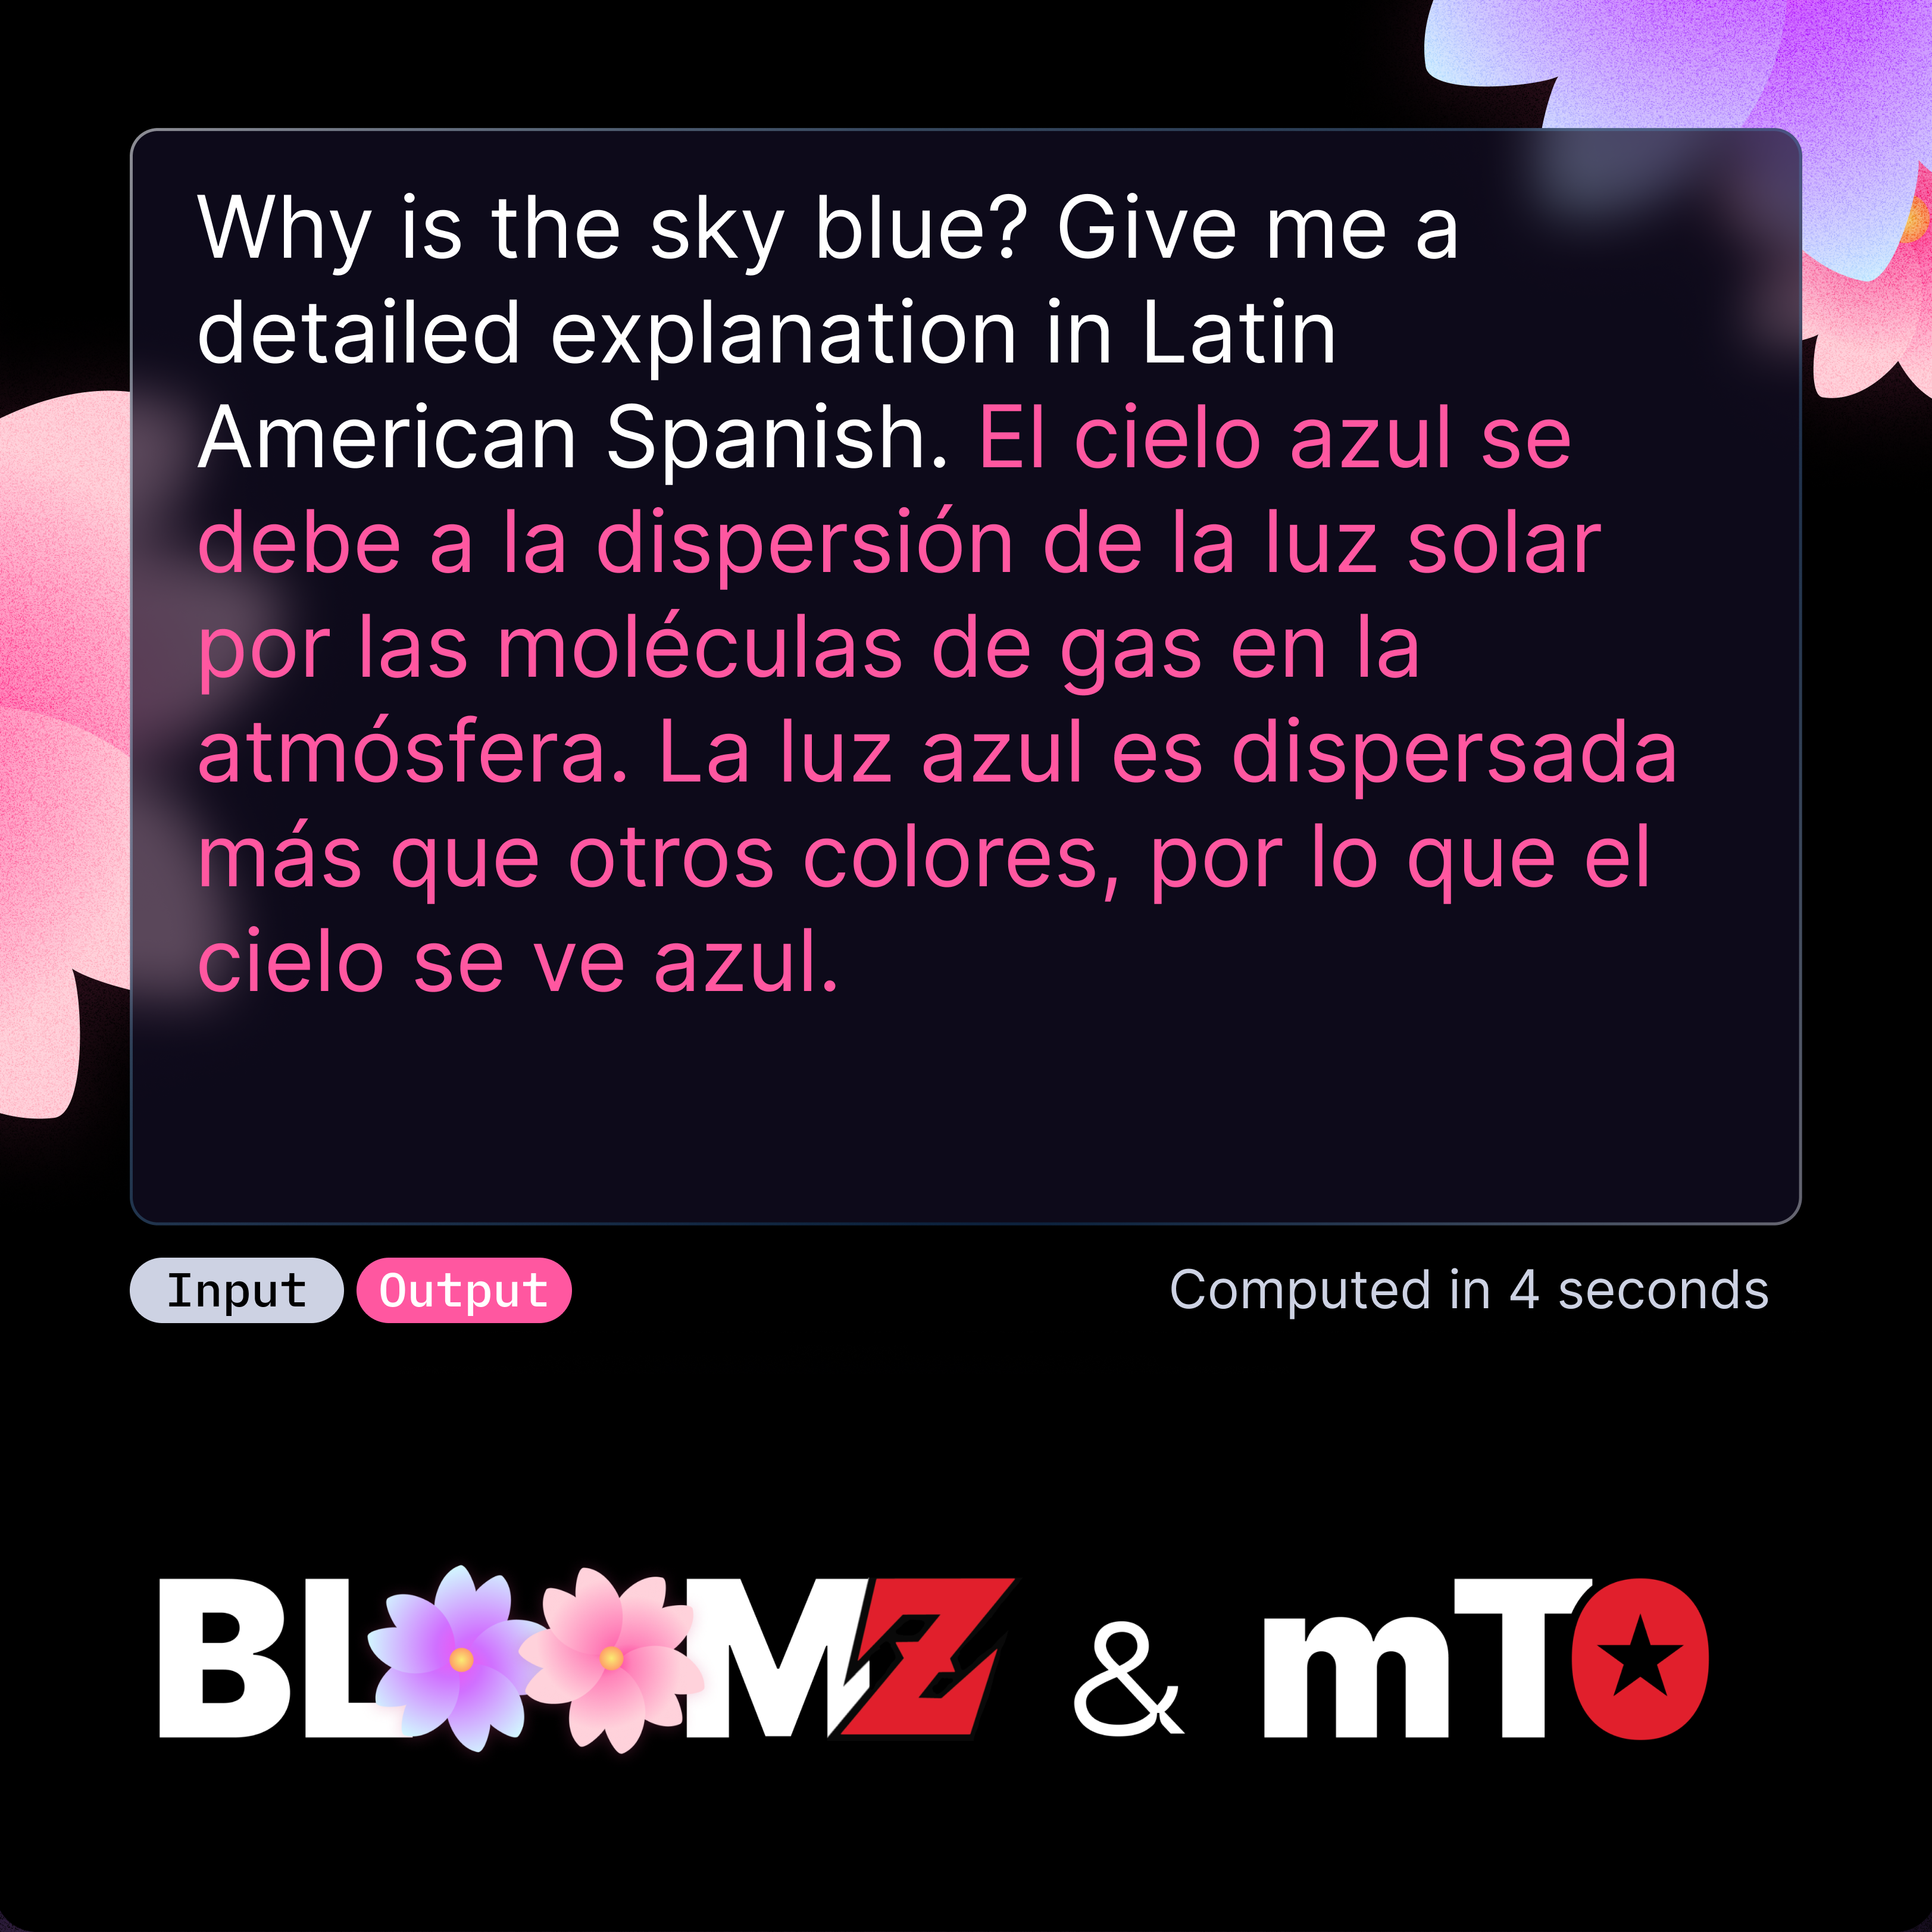 Why is the sky blue? Give me a
detailed explanation in Latin
American Spanish. El cielo azul se
debe a la dispersión de la luz solar
por las moléculas de gas en la
atmósfera. La luz azul es dispersada
más que otros colores, por lo que el
cielo se ve azul.
Input Output Computed in 4 seconds
BLOOMZ & mT0